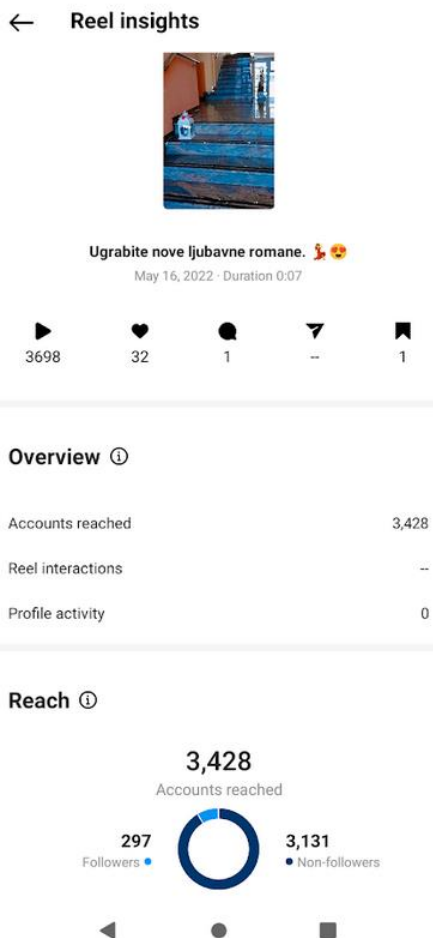 Reel insights
Ugrabite nove ljubavne romane. 💃😍
May 16, 2022 · Duration 0:07
3698 32 1 -- 1
Overview
Accounts reached 3,428
Reel interactions --
Profile activity 0
Reach
3,428
Accounts reached
297 3,131
Followers Non-followers